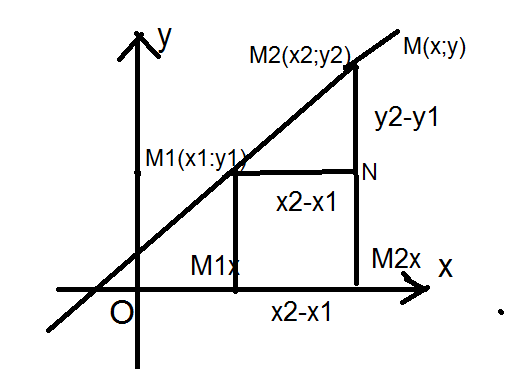 y
M2(x2;y2)
M(x;y)
y2-y1
M1(x1:y1)
N
x2-x1
M1x
M2x
x
O
x2-x1